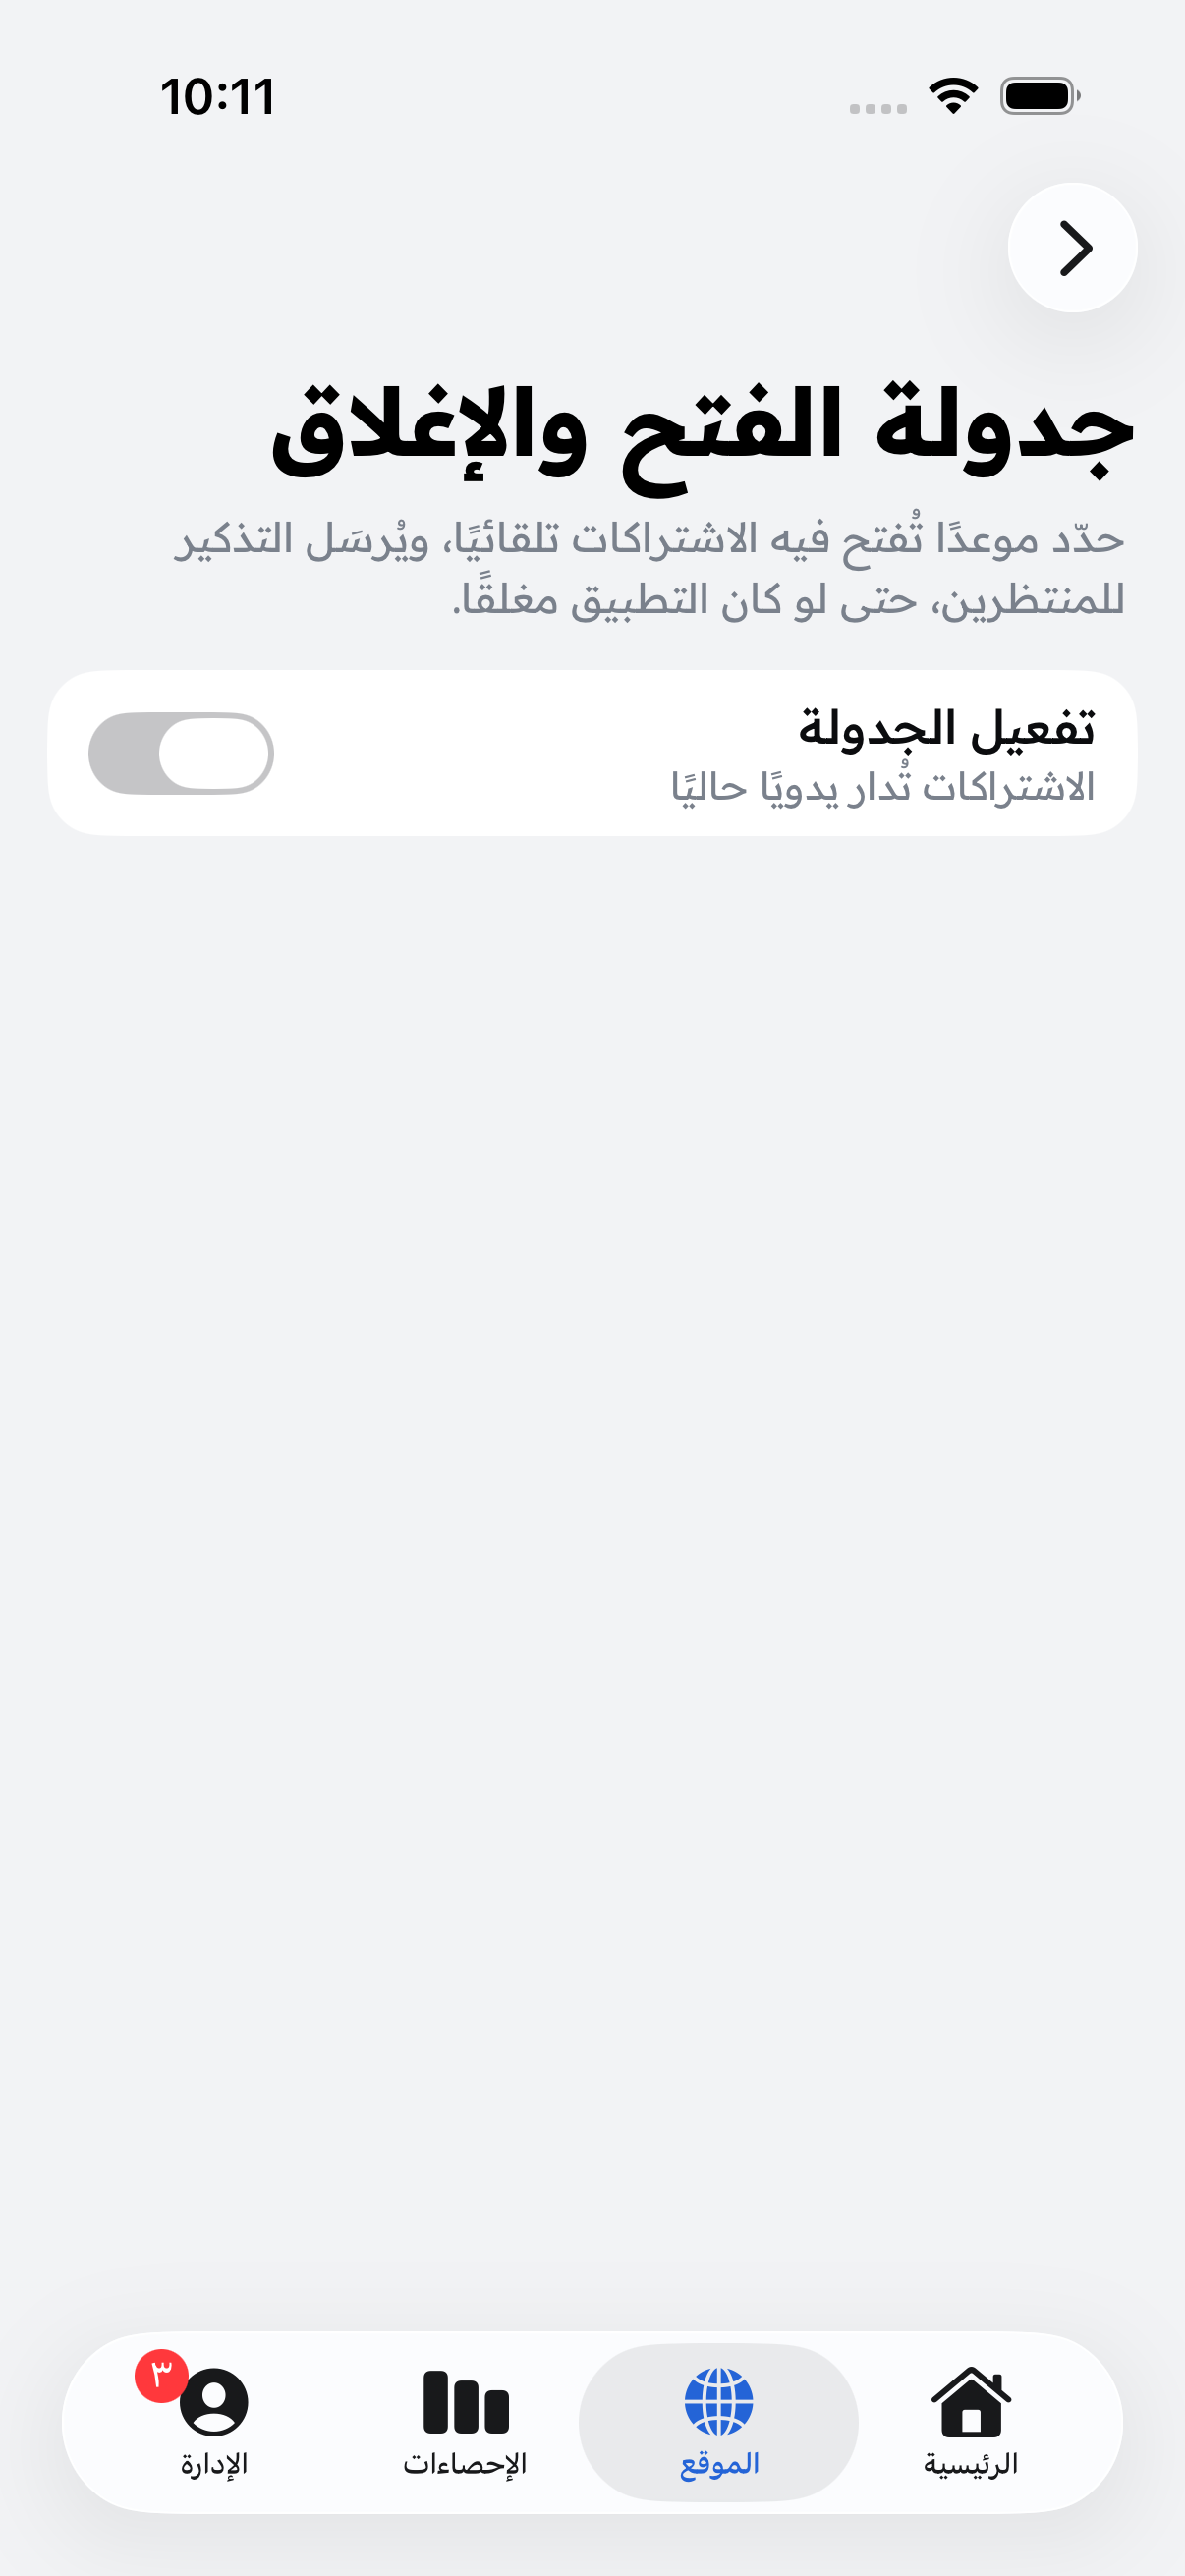 10:11
جدولة الفتح والإغلاق
حدّد موعدًا تُفتح فيه الاشتراكات تلقائيًا، ويُرسَل التذكير
للمنتظرين، حتى لو كان التطبيق مغلقًا.
تفعيل الجدولة
الاشتراكات تُدار يدويًا حاليًا
الرئيسية
الموقع
الإحصاءات
٣
الإدارة